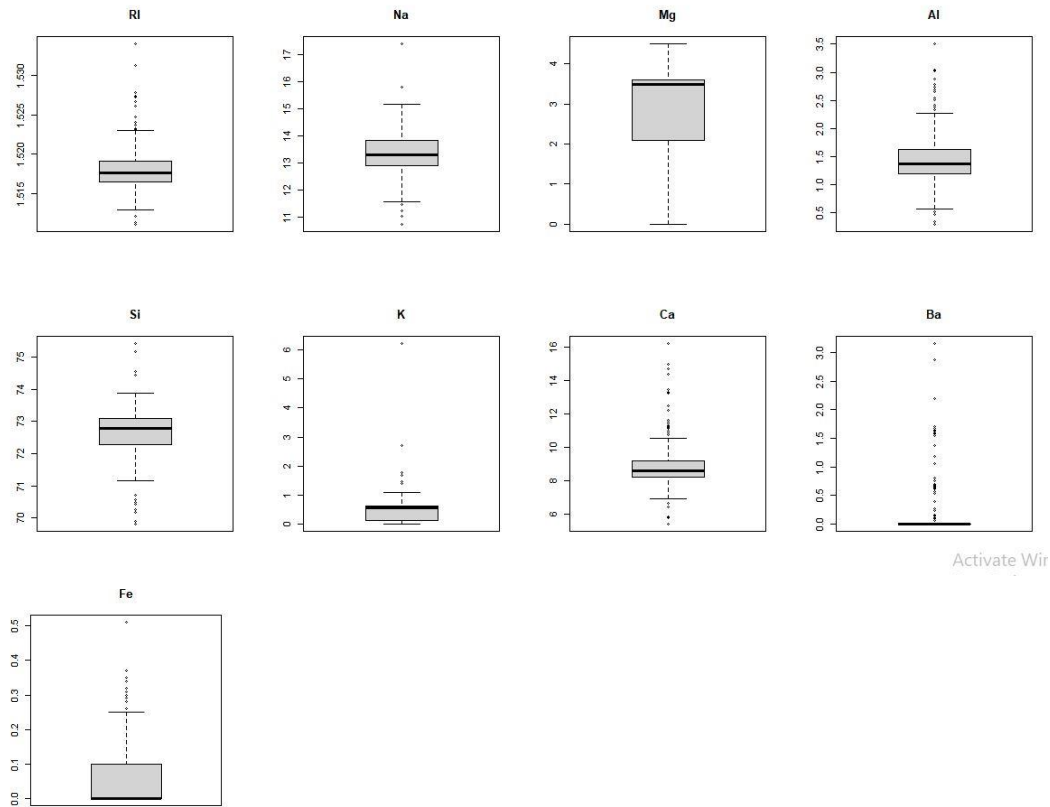 RI
Na
Mg
Al
1.515 1.520 1.525 1.530
11 12 13 14 15 16 17
0 1 2 3 4
0.5 1.0 1.5 2.0 2.5 3.0 3.5
Si
K
Ca
Ba
70 71 72 73 74 75
0 1 2 3 4 5 6
6 8 10 12 14 16
0.0 0.5 1.0 1.5 2.0 2.5 3.0
Activate Win
Fe
0.0 0.1 0.2 0.3 0.4 0.5